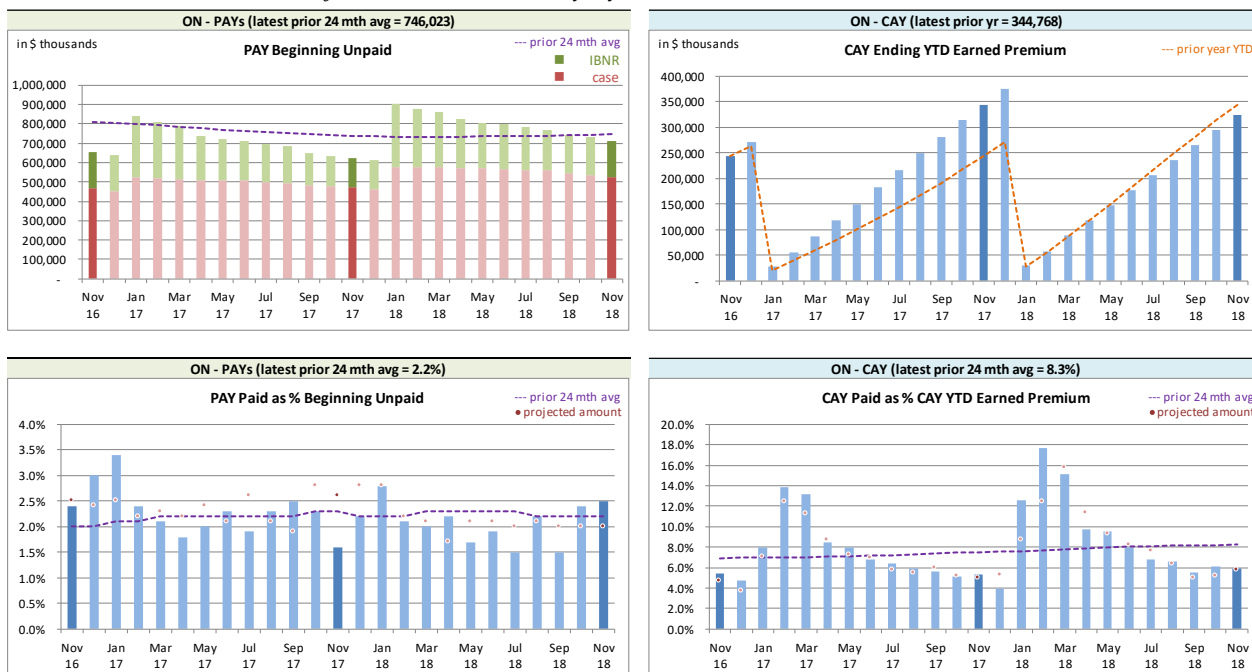 ON - PAYs (latest prior 24 mth avg = 746,023)
in $ thousands
PAY Beginning Unpaid
--- prior 24 mth avg
IBNR
case
1,000,000
900,000
800,000
700,000
600,000
500,000
400,000
300,000
200,000
100,000
-
Nov Jan Mar May Jul Sep Nov Jan Mar May Jul Sep Nov
16 17 17 17 17 17 17 18 18 18 18 18 18
ON - CAY (latest prior yr = 344,768)
in $ thousands
CAY Ending YTD Earned Premium
--- prior year YTD
400,000
350,000
300,000
250,000
200,000
150,000
100,000
50,000
-
Nov Jan Mar May Jul Sep Nov Jan Mar May Jul Sep Nov
16 17 17 17 17 17 17 18 18 18 18 18 18
ON - PAYs (latest prior 24 mth avg = 2.2%)
PAY Paid as % Beginning Unpaid
--- prior 24 mth avg
• projected amount
4.0%
3.5%
3.0%
2.5%
2.0%
1.5%
1.0%
0.5%
0.0%
Nov Jan Mar May Jul Sep Nov Jan Mar May Jul Sep Nov
16 17 17 17 17 17 17 18 18 18 18 18 18
ON - CAY (latest prior 24 mth avg = 8.3%)
CAY Paid as % CAY YTD Earned Premium
--- prior 24 mth avg
• projected amount
20.0%
18.0%
16.0%
14.0%
12.0%
10.0%
8.0%
6.0%
4.0%
2.0%
0.0%
Nov Jan Mar May Jul Sep Nov Jan Mar May Jul Sep Nov
16 17 17 17 17 17 17 18 18 18 18 18 18